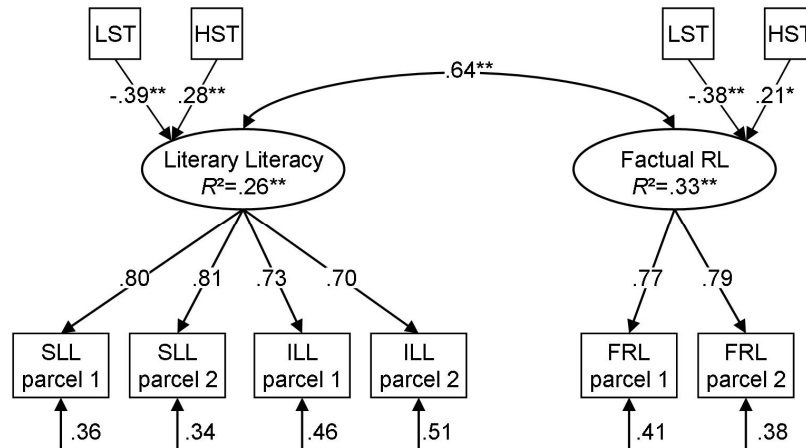 LST HST LST HST
.64**
-.39** .28** -.38** .21*
Literary Literacy Factual RL
R²=.26** R²=.33**
.80 .81 .73 .70 .77 .79
SLL SLL ILL ILL FRL FRL
parcel 1 parcel 2 parcel 1 parcel 2 parcel 1 parcel 2
.36 .34 .46 .51 .41 .38